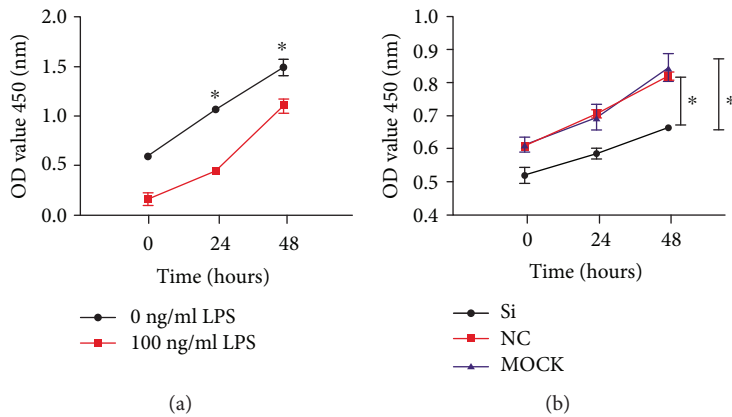 2.0
1.5
1.0
0.5
0.0
OD value 450 (nm)
*
*
0
24
48
Time (hours)
0 ng/ml LPS
100 ng/ml LPS
(a)
1.0
0.9
0.8
0.7
0.6
0.5
0.4
OD value 450 (nm)
*
*
0
24
48
Time (hours)
Si
NC
MOCK
(b)